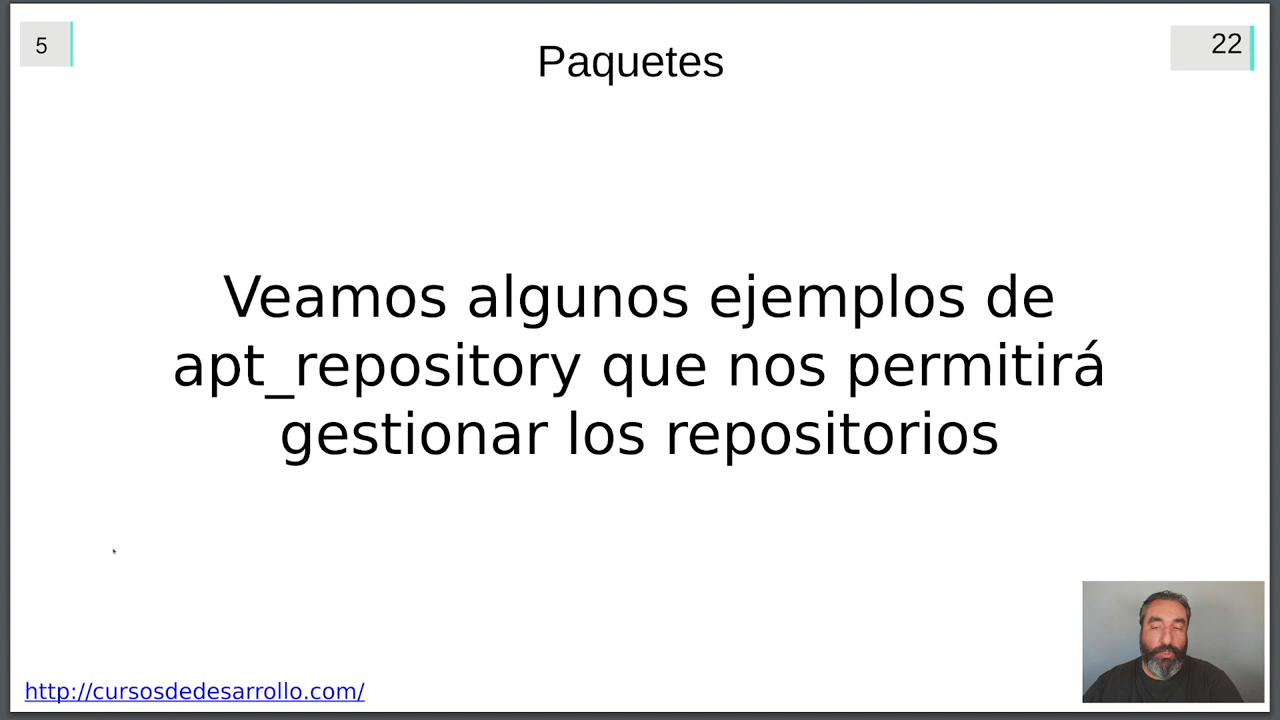 5
Paquetes
22
Veamos algunos ejemplos de
apt_repository que nos permitirá
gestionar los repositorios
http://cursosdedesarrollo.com/